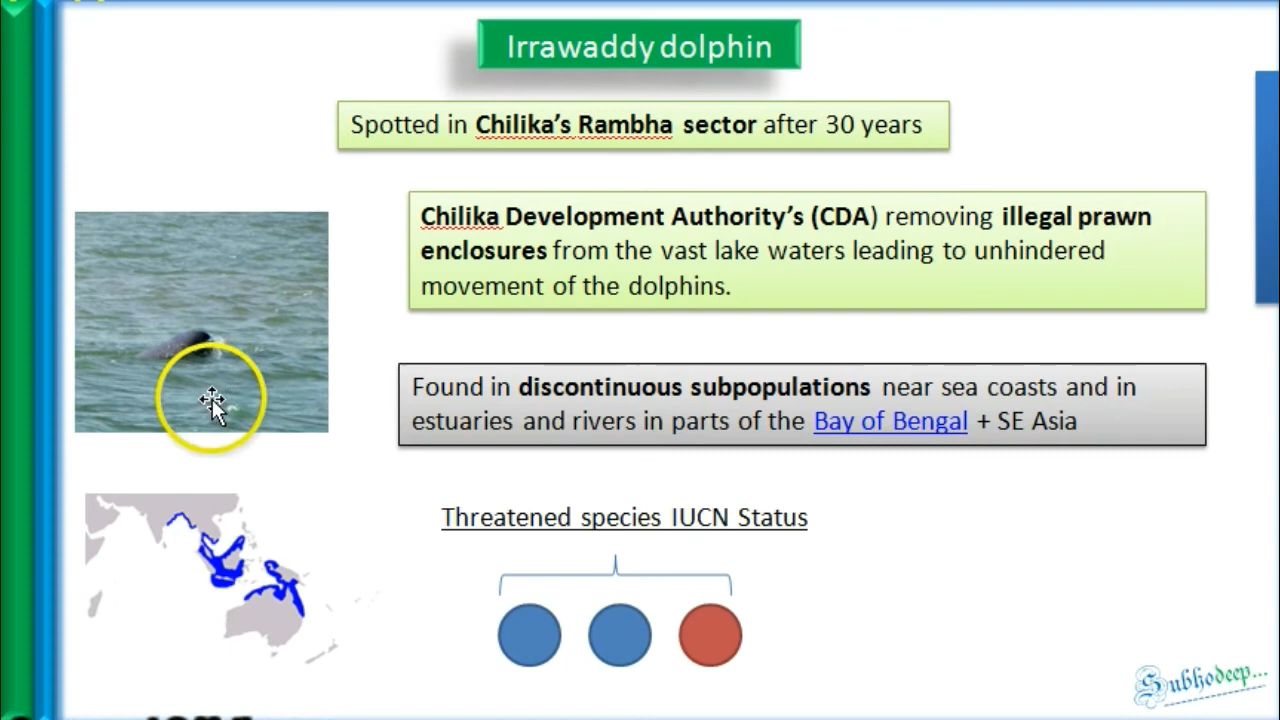 Irrawaddy dolphin
Spotted in Chilika's Rambha sector after 30 years
Chilika Development Authority's (CDA) removing illegal prawn
enclosures from the vast lake waters leading to unhindered
movement of the dolphins.
Found in discontinuous subpopulations near sea coasts and in
estuaries and rivers in parts of the Bay of Bengal + SE Asia
Threatened species IUCN Status
Subhodeep...